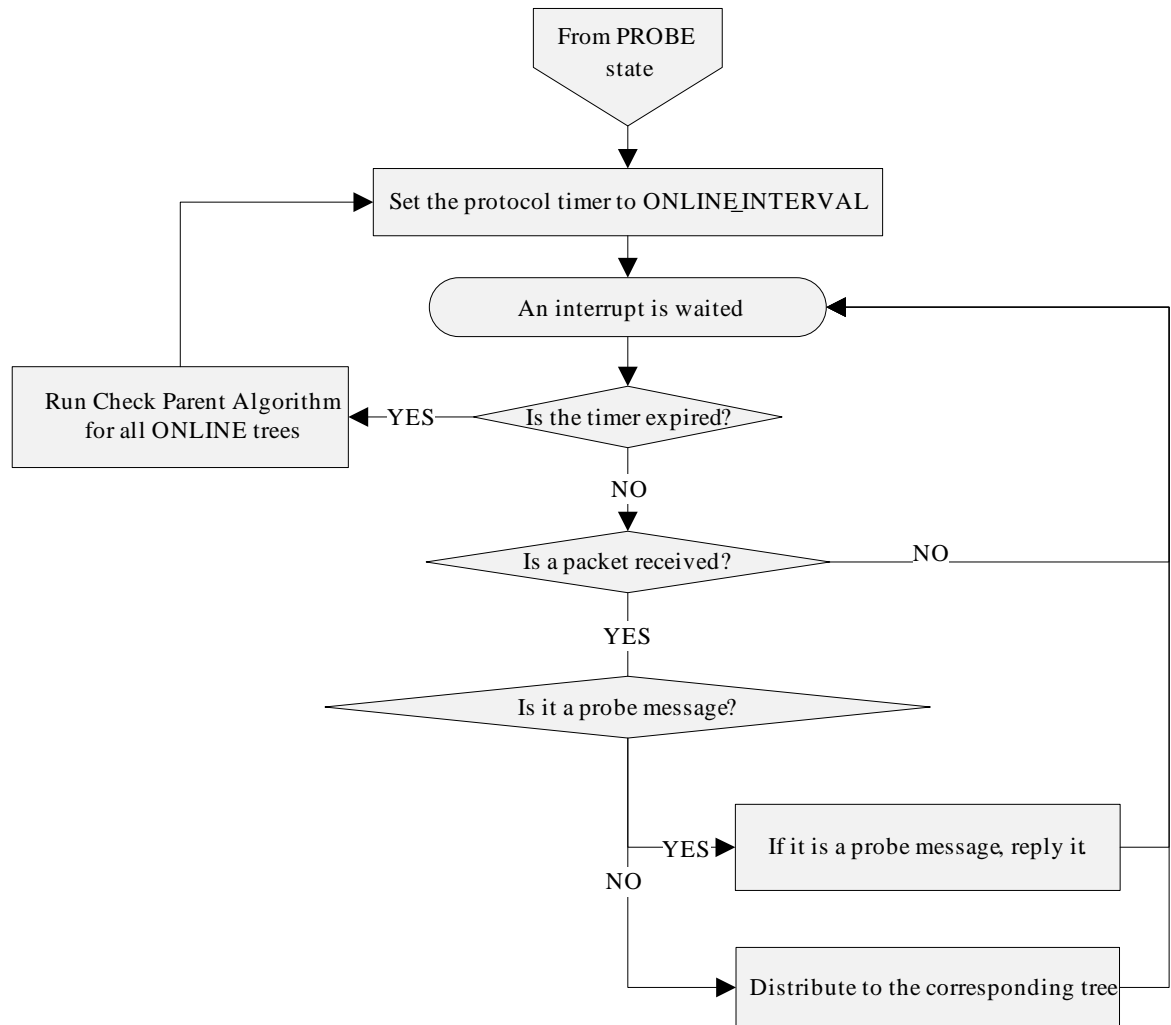 From PROBE
state
Set the protocol timer to ONLINE_INTERVAL
An interrupt is waited
Run Check Parent Algorithm
for all ONLINE trees
YES
Is the timer expired?
NO
Is a packet received?
NO
YES
Is it a probe message?
YES
If it is a probe message, reply it.
NO
Distribute to the corresponding tree